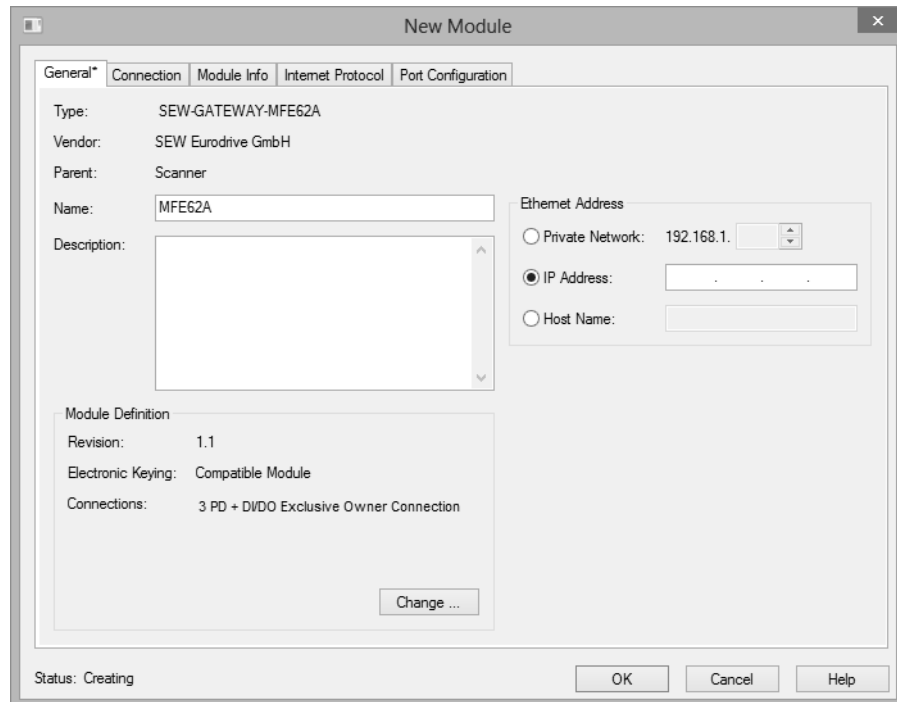 New Module
General* Connection Module Info Internet Protocol Port Configuration
Type: SEW-GATEWAY-MFE62A
Vendor: SEW Eurodrive GmbH
Parent: Scanner
Name: MFE62A
Description:
Ethernet Address
Private Network: 192.168.1.
IP Address: . . .
Host Name:
Module Definition
Revision: 1.1
Electronic Keying: Compatible Module
Connections: 3 PD + DI/DO Exclusive Owner Connection
Change ...
Status: Creating
OK Cancel Help